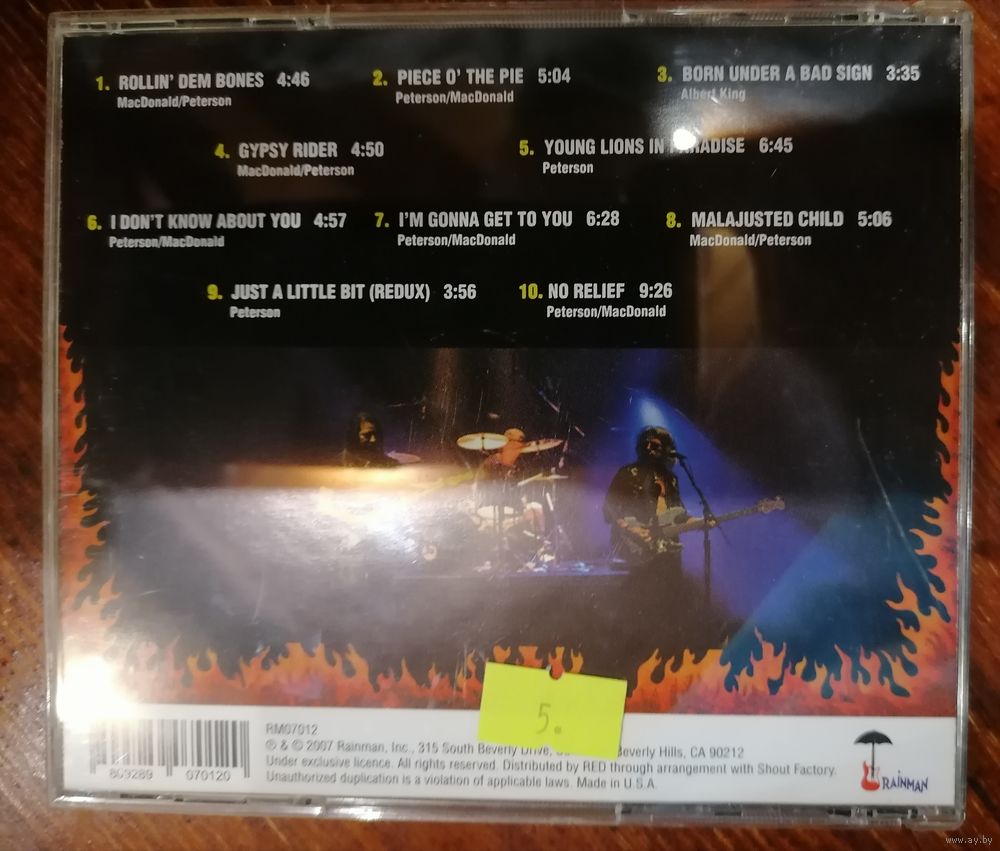 1. ROLLIN' DEM BONES 4:46
MacDonald/Peterson
2. PIECE O' THE PIE 5:04
Peterson/MacDonald
3. BORN UNDER A BAD SIGN 3:35
Albert King
4. GYPSY RIDER 4:50
MacDonald/Peterson
5. YOUNG LIONS IN PARADISE 6:45
Peterson
6. I DON'T KNOW ABOUT YOU 4:57
Peterson/MacDonald
7. I'M GONNA GET TO YOU 6:28
Peterson/MacDonald
8. MALAJUSTED CHILD 5:06
MacDonald/Peterson
9. JUST A LITTLE BIT (REDUX) 3:56
Peterson
10. NO RELIEF 9:26
Peterson/MacDonald
5.
RM07012
℗ & © 2007 Rainman, Inc., 315 South Beverly Drive, Beverly Hills, CA 90212
Under exclusive licence. All rights reserved. Distributed by RED through arrangement with Shout Factory.
Unauthorized duplication is a violation of applicable laws. Made in U.S.A.
070120
RAINMAN
www.ay.by